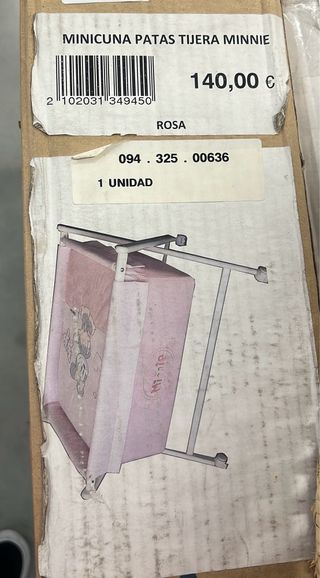 MINICUNA PATAS TIJERA MINNIE
140,00 €
2 102031 349450
ROSA
094 . 325 . 00636
1 UNIDAD
Minnie